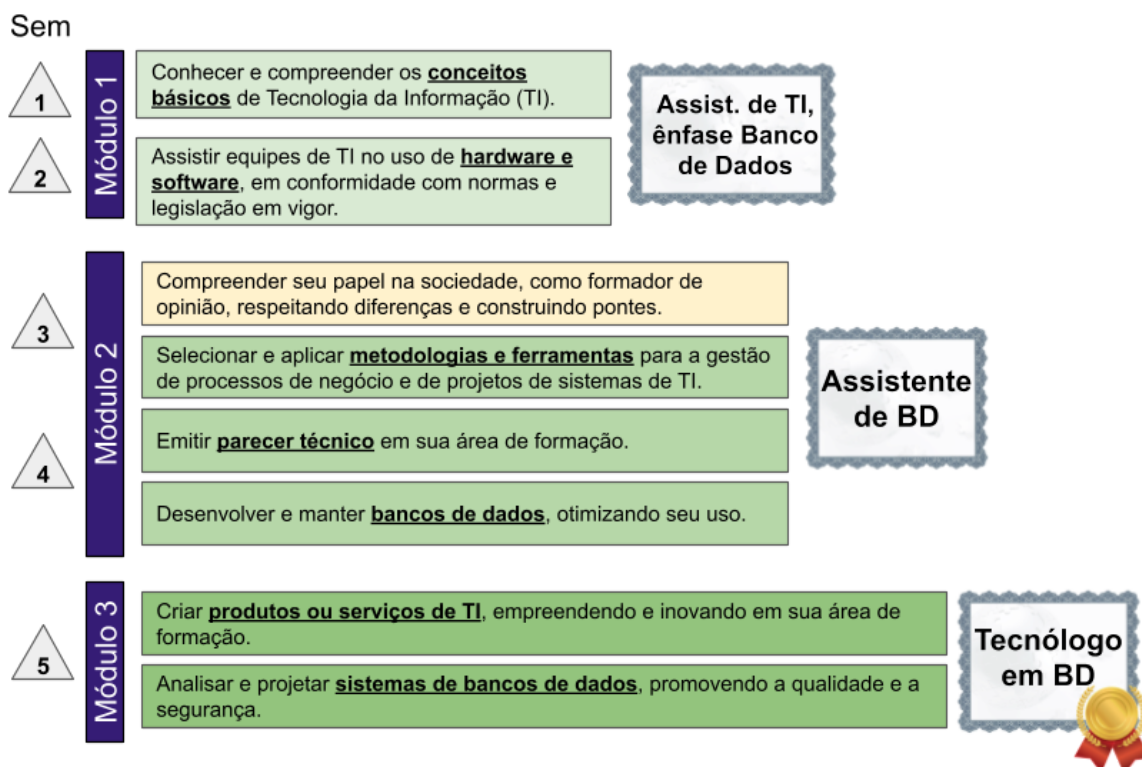 Sem
1
2
Módulo 1
Conhecer e compreender os conceitos
básicos de Tecnologia da Informação (TI).
Assistir equipes de TI no uso de hardware e
software, em conformidade com normas e
legislação em vigor.
Assist. de TI,
ênfase Banco
de Dados
3
4
Módulo 2
Compreender seu papel na sociedade, como formador de
opinião, respeitando diferenças e construindo pontes.
Selecionar e aplicar metodologias e ferramentas para a gestão
de processos de negócio e de projetos de sistemas de TI.
Emitir parecer técnico em sua área de formação.
Desenvolver e manter bancos de dados, otimizando seu uso.
Assistente
de BD
5
Módulo 3
Criar produtos ou serviços de TI, empreendendo e inovando em sua área de
formação.
Analisar e projetar sistemas de bancos de dados, promovendo a qualidade e a
segurança.
Tecnólogo
em BD